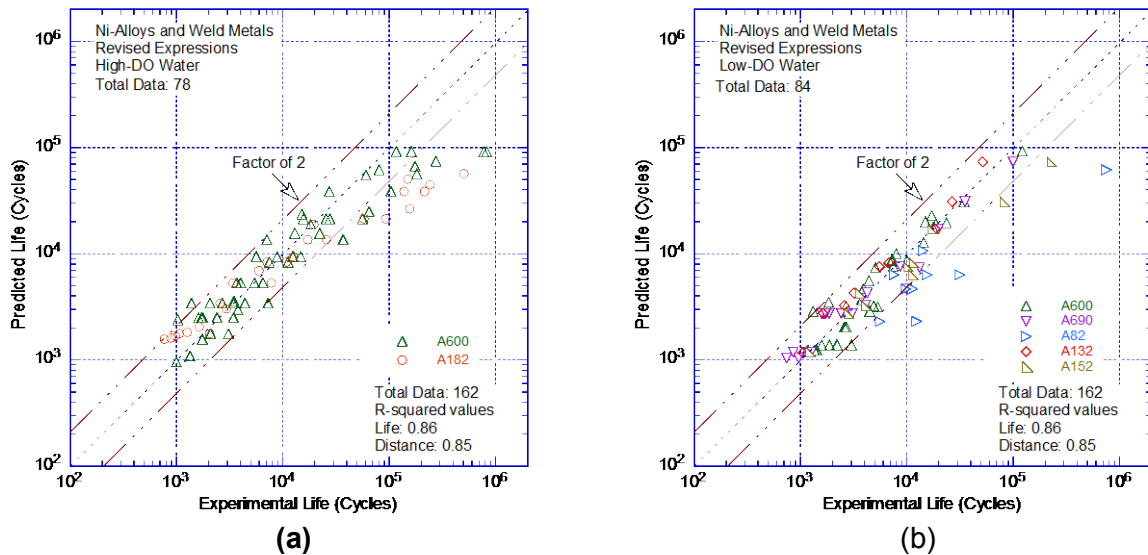 Ni-Alloys and Weld Metals
Revised Expressions
High-DO Water
Total Data: 78
Factor of 2
A600
A182
Total Data: 162
R-squared values
Life: 0.86
Distance: 0.85
Predicted Life (Cycles)
10⁶
10⁵
10⁴
10³
10²
10² 10³ 10⁴ 10⁵ 10⁶
Experimental Life (Cycles)
(a)
Ni-Alloys and Weld Metals
Revised Expressions
Low-DO Water
Total Data: 84
Factor of 2
A600
A690
A82
A132
A152
Total Data: 162
R-squared values
Life: 0.86
Distance: 0.85
Predicted Life (Cycles)
10⁶
10⁵
10⁴
10³
10²
10² 10³ 10⁴ 10⁵ 10⁶
Experimental Life (Cycles)
(b)